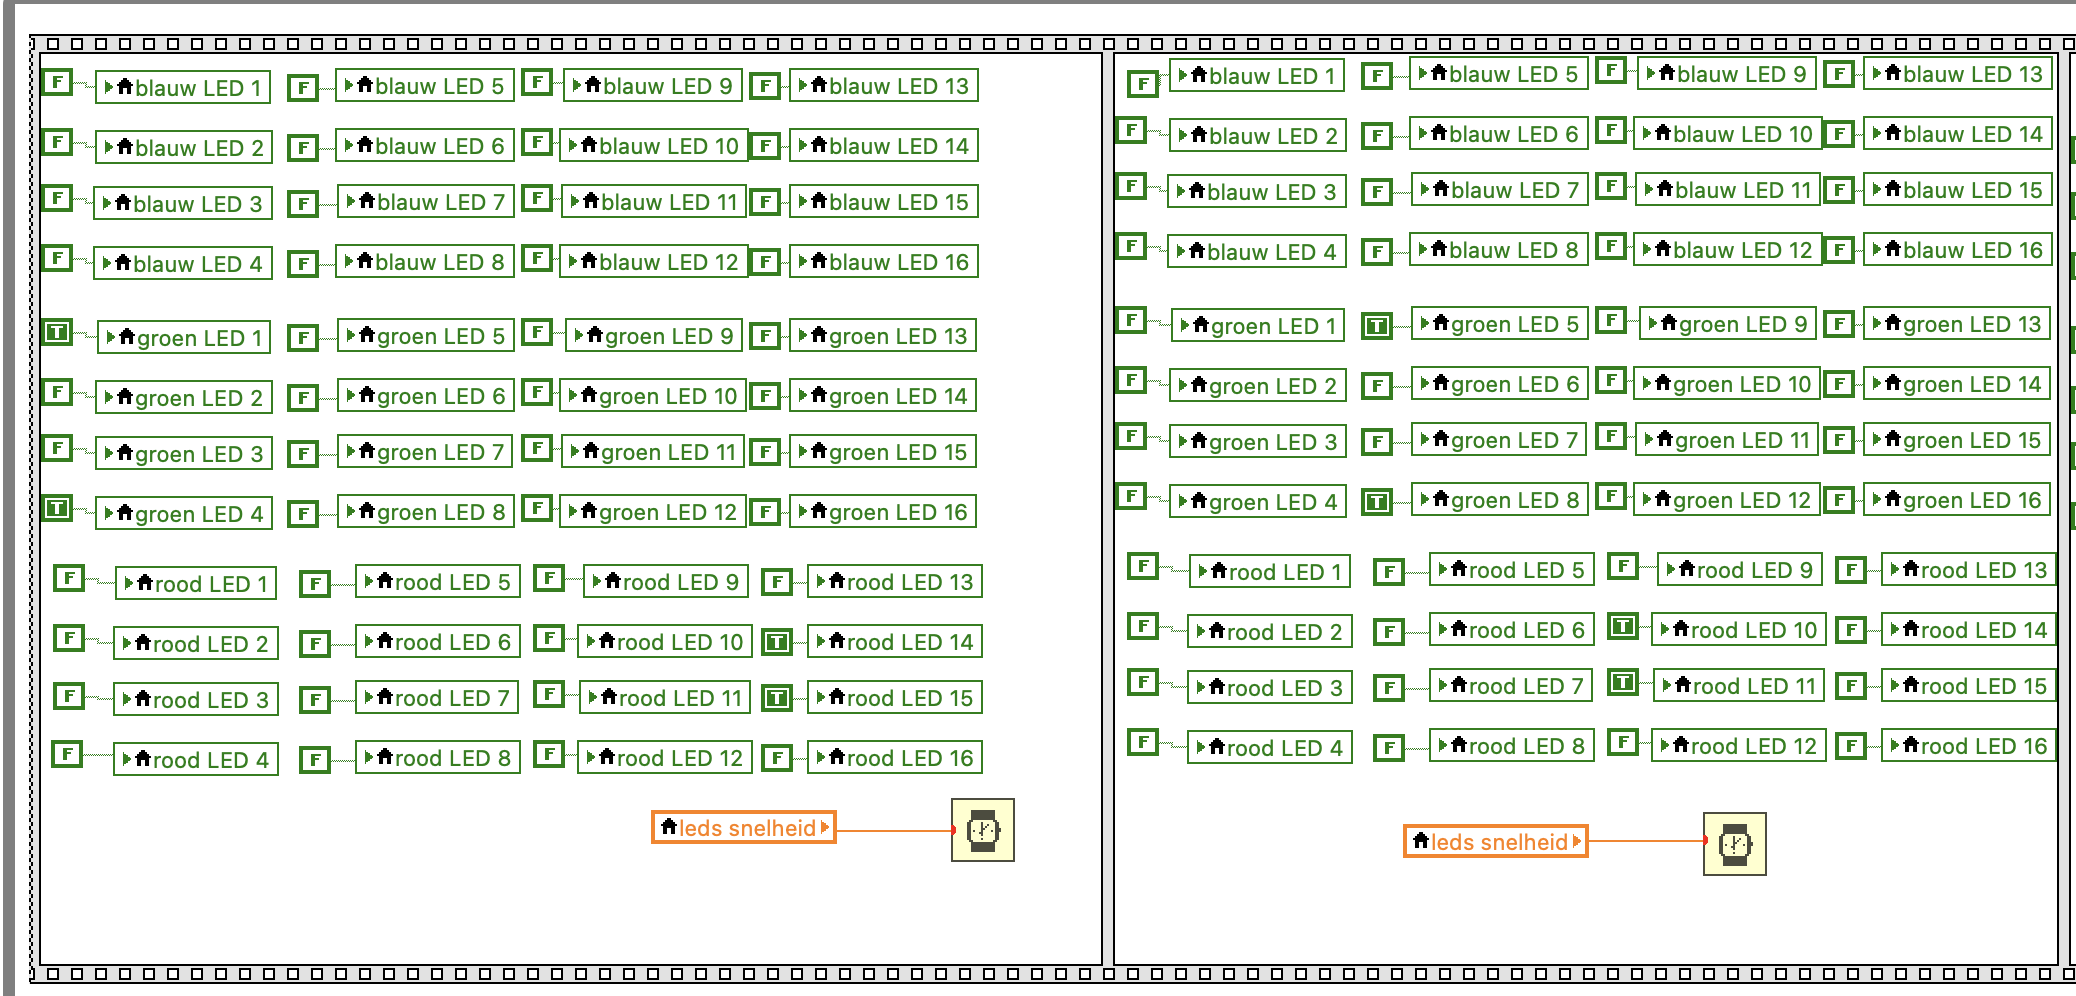 F blauw LED 1 F blauw LED 5 F blauw LED 9 F blauw LED 13
F blauw LED 2 F blauw LED 6 F blauw LED 10 F blauw LED 14
F blauw LED 3 F blauw LED 7 F blauw LED 11 F blauw LED 15
F blauw LED 4 F blauw LED 8 F blauw LED 12 F blauw LED 16
T groen LED 1 F groen LED 5 F groen LED 9 F groen LED 13
F groen LED 2 F groen LED 6 F groen LED 10 F groen LED 14
F groen LED 3 F groen LED 7 F groen LED 11 F groen LED 15
T groen LED 4 F groen LED 8 F groen LED 12 F groen LED 16
F rood LED 1 F rood LED 5 F rood LED 9 F rood LED 13
F rood LED 2 F rood LED 6 F rood LED 10 T rood LED 14
F rood LED 3 F rood LED 7 F rood LED 11 T rood LED 15
F rood LED 4 F rood LED 8 F rood LED 12 F rood LED 16
leds snelheid
F blauw LED 1 F blauw LED 5 F blauw LED 9 F blauw LED 13
F blauw LED 2 F blauw LED 6 F blauw LED 10 F blauw LED 14
F blauw LED 3 F blauw LED 7 F blauw LED 11 F blauw LED 15
F blauw LED 4 F blauw LED 8 F blauw LED 12 F blauw LED 16
F groen LED 1 T groen LED 5 F groen LED 9 F groen LED 13
F groen LED 2 F groen LED 6 F groen LED 10 F groen LED 14
F groen LED 3 F groen LED 7 F groen LED 11 F groen LED 15
F groen LED 4 T groen LED 8 F groen LED 12 F groen LED 16
F rood LED 1 F rood LED 5 F rood LED 9 F rood LED 13
F rood LED 2 F rood LED 6 T rood LED 10 F rood LED 14
F rood LED 3 F rood LED 7 T rood LED 11 F rood LED 15
F rood LED 4 F rood LED 8 F rood LED 12 F rood LED 16
leds snelheid